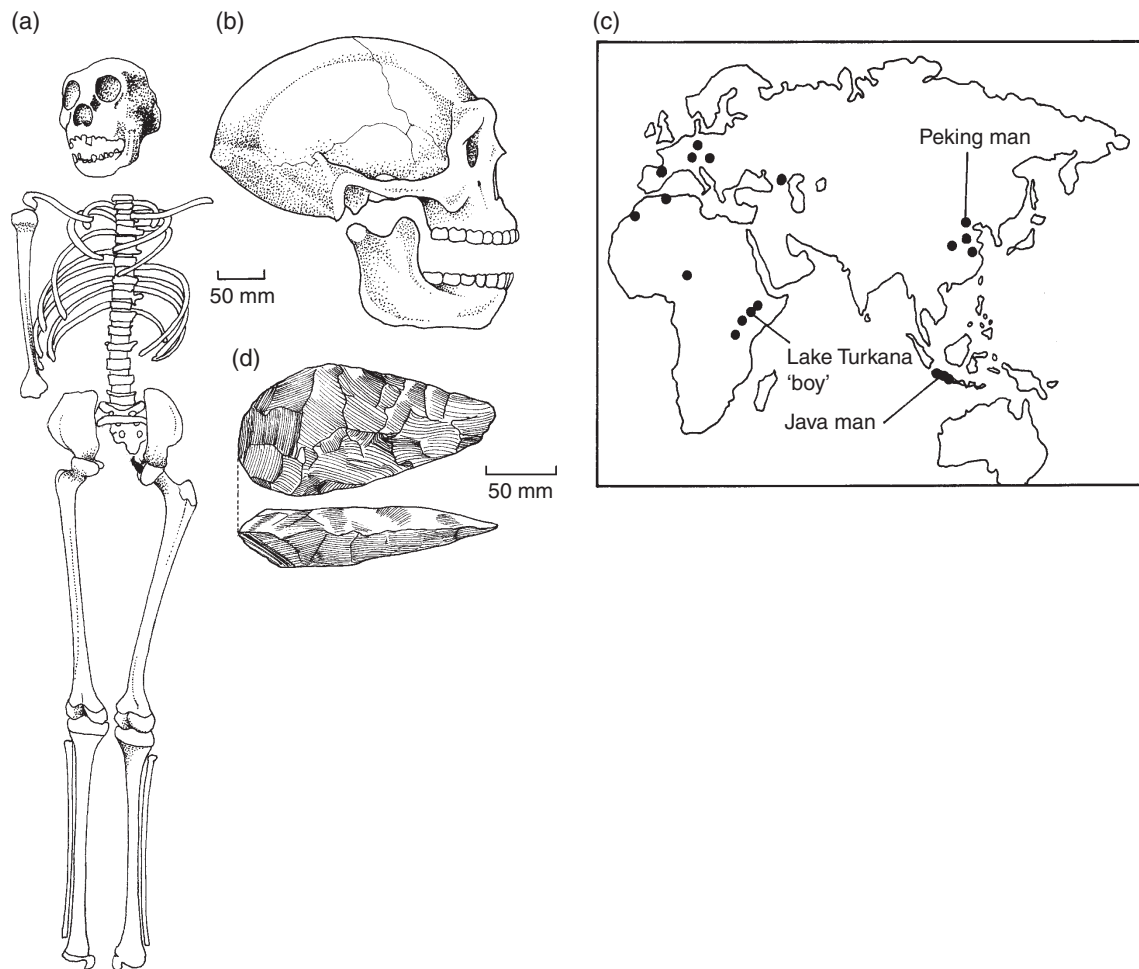 (a)
(b)
(c)
50 mm
(d)
50 mm
Peking man
Lake Turkana
‘boy’
Java man